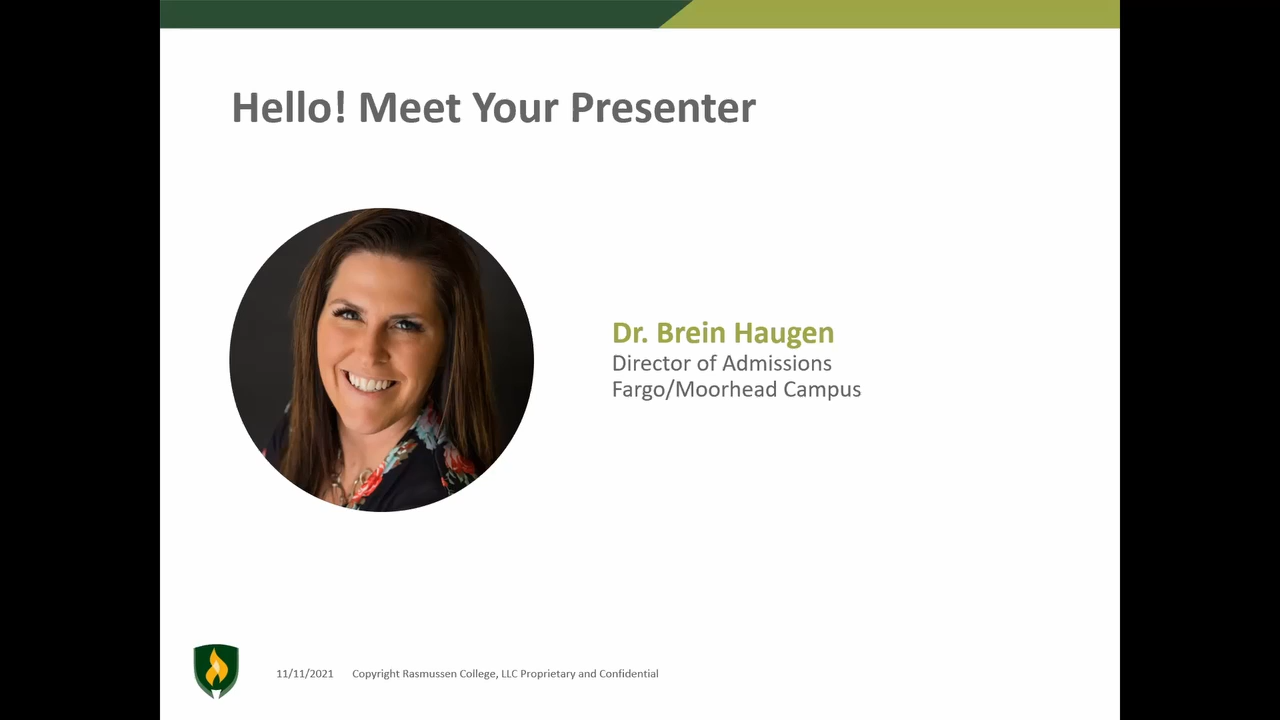 Hello! Meet Your Presenter
Dr. Brein Haugen
Director of Admissions
Fargo/Moorhead Campus
11/11/2021 Copyright Rasmussen College, LLC Proprietary and Confidential